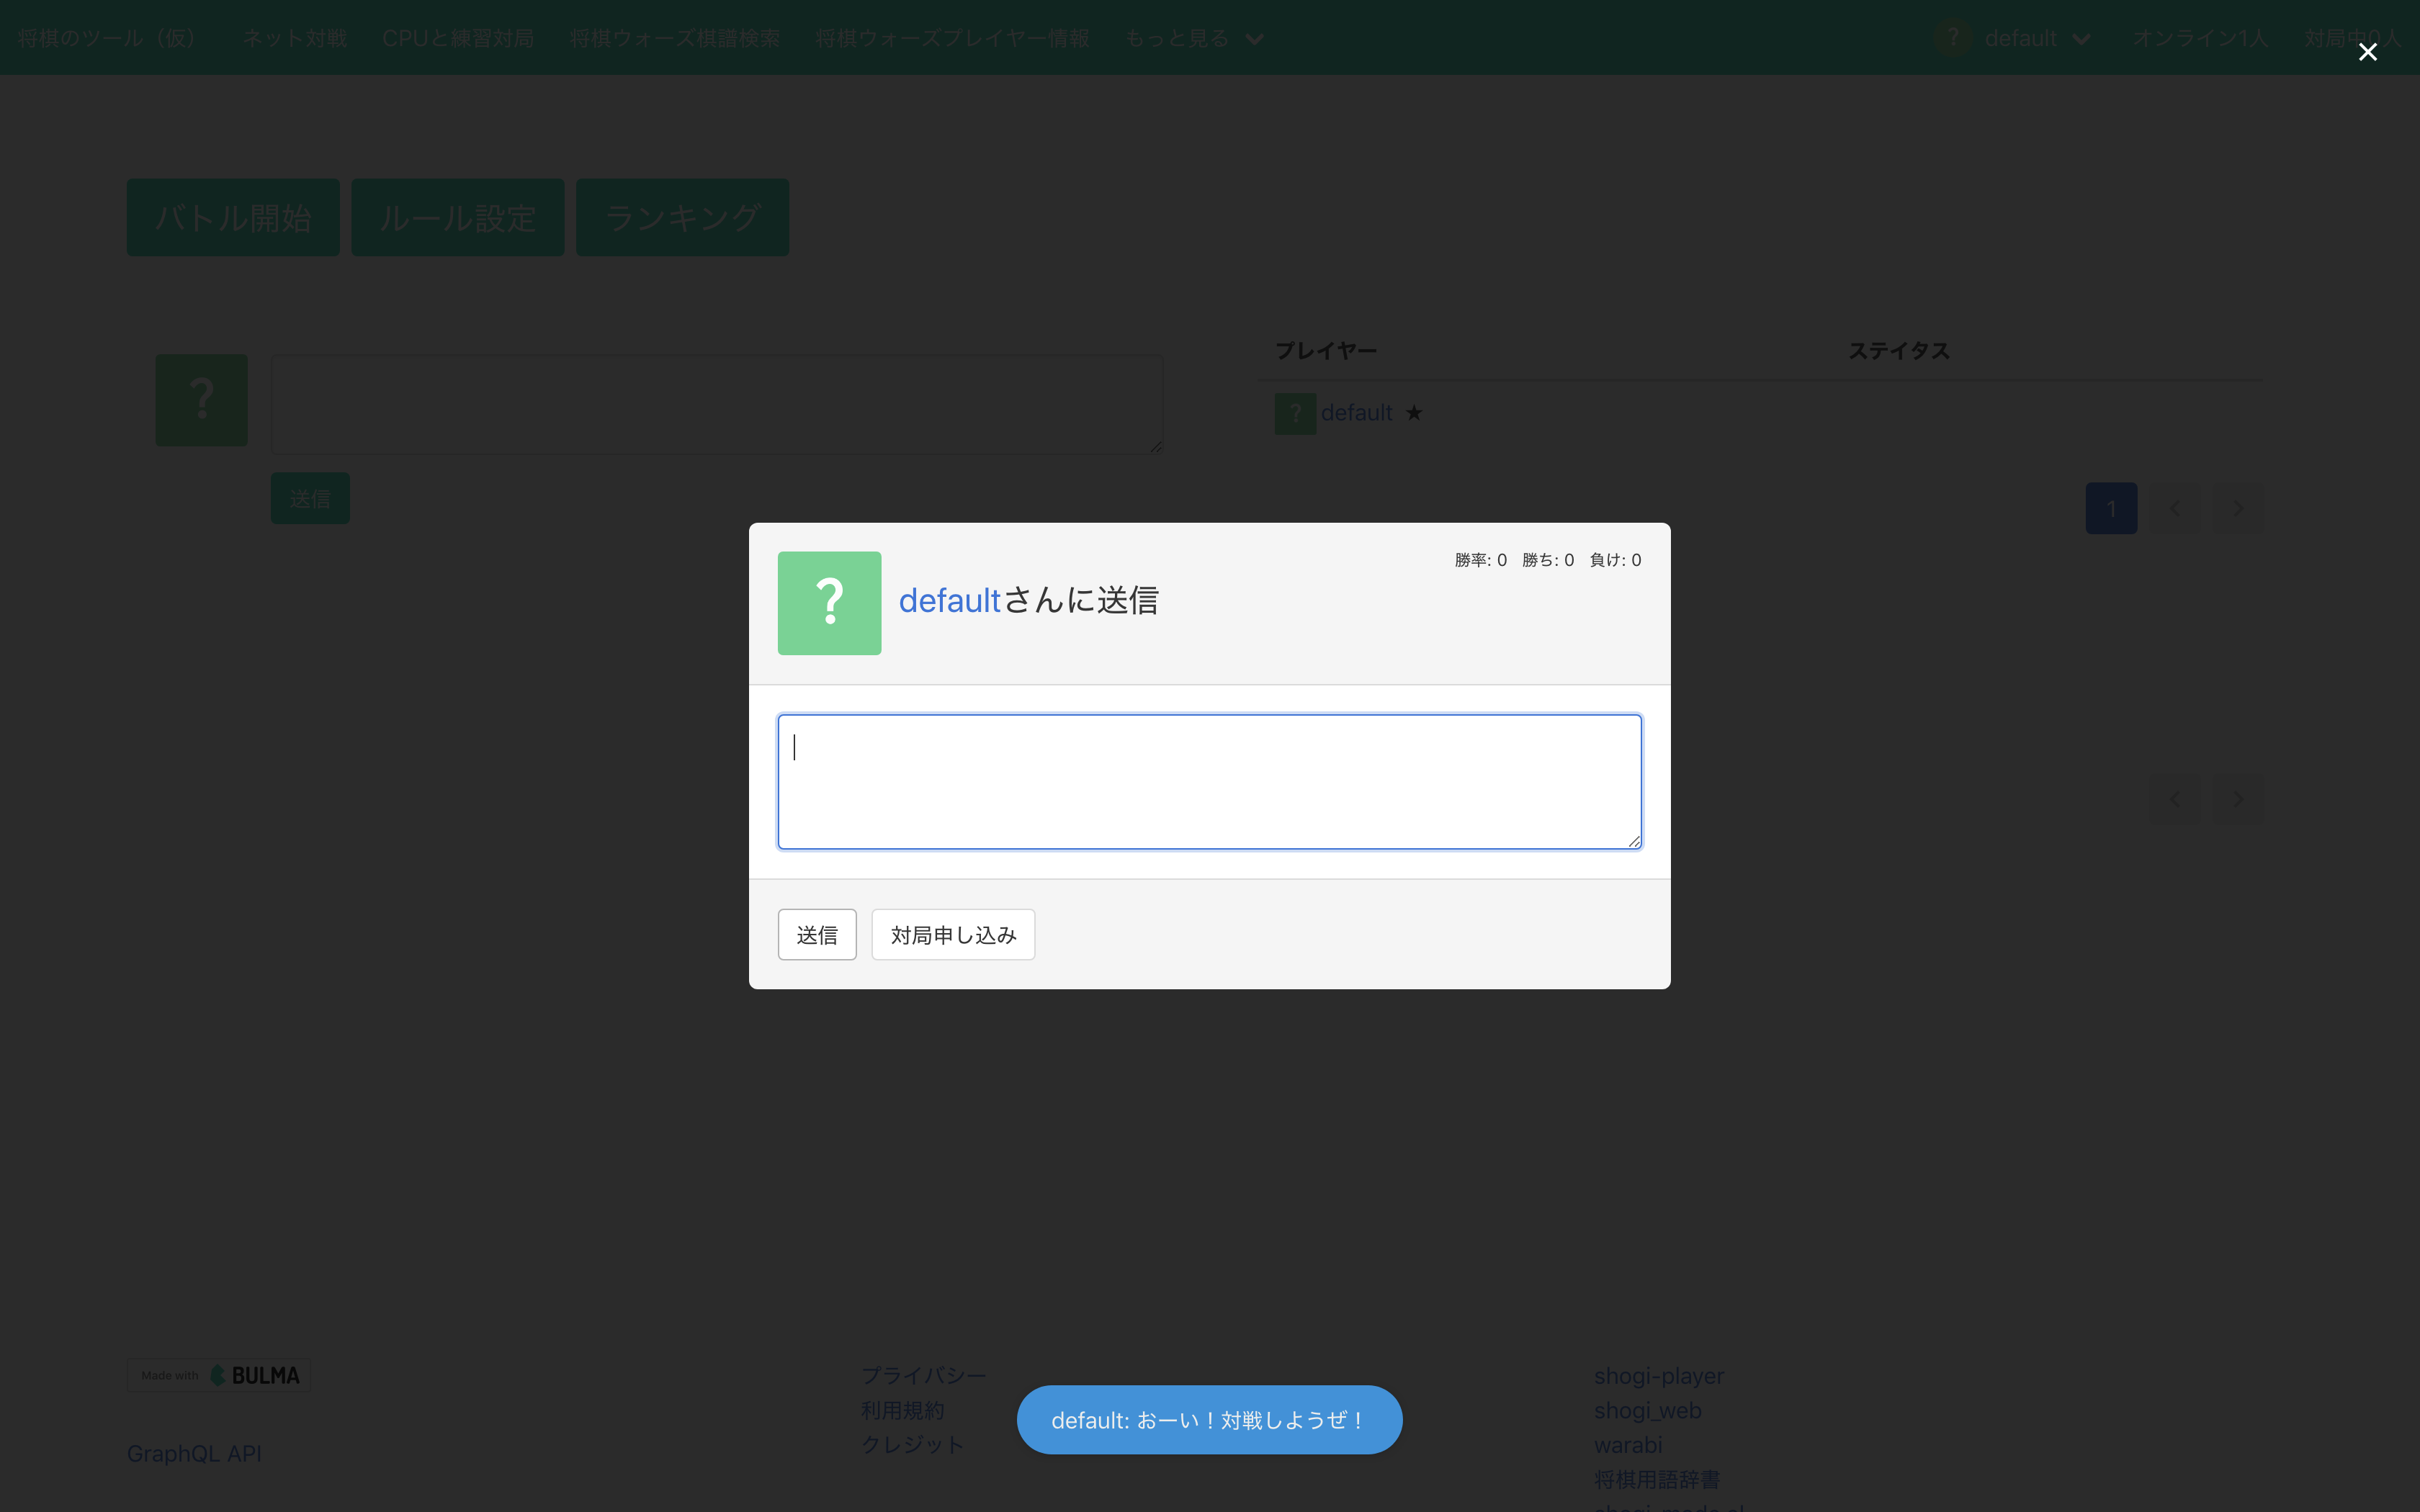 将棋のツール（仮） ネット対戦 CPUと練習対局 将棋ウォーズ棋譜検索 将棋ウォーズプレイヤー情報 もっと見る ? default オンライン1人 対局中0人
バトル開始 ルール設定 ランキング
プレイヤー ステイタス
?
? default ★
送信
1
勝率: 0 勝ち: 0 負け: 0
?
defaultさんに送信
送信 対局申し込み
Made with BULMA
GraphQL API
プライバシー
利用規約
クレジット
default: おーい！対戦しようぜ！
shogi-player
shogi_web
warabi
将棋用語辞書